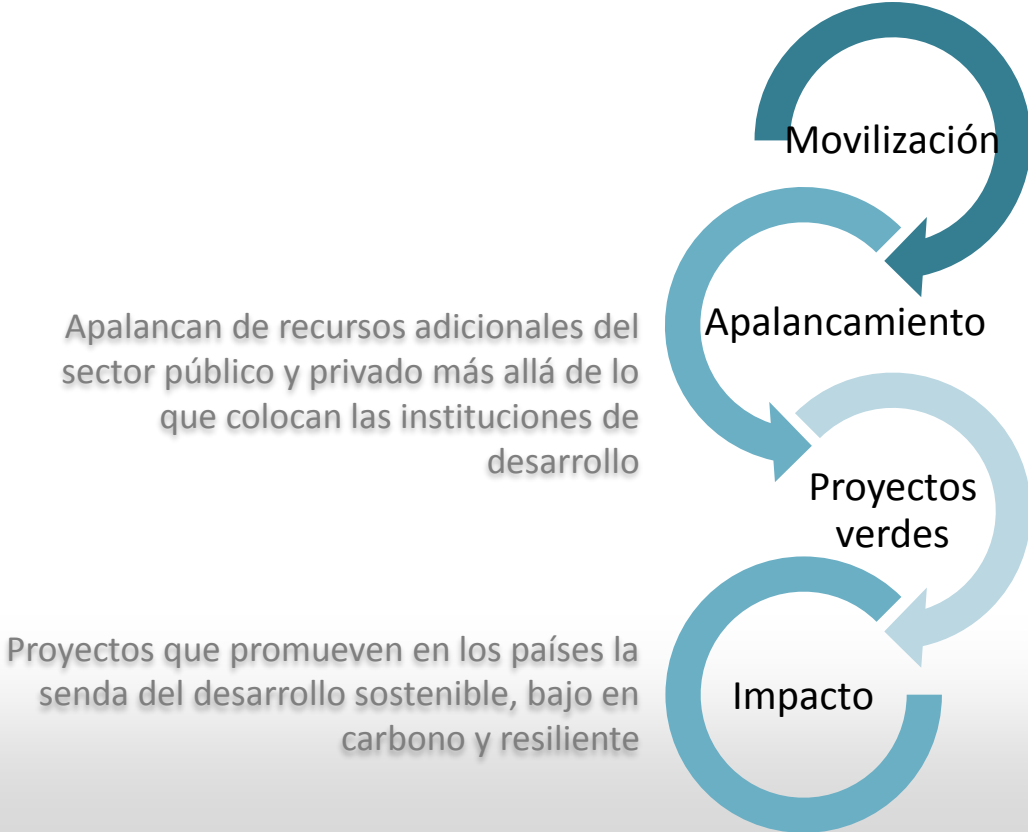 Movilización
Apalancamiento
Apalancan de recursos adicionales del
sector público y privado más allá de lo
que colocan las instituciones de
desarrollo
Proyectos
verdes
Impacto
Proyectos que promueven en los países la
senda del desarrollo sostenible, bajo en
carbono y resiliente